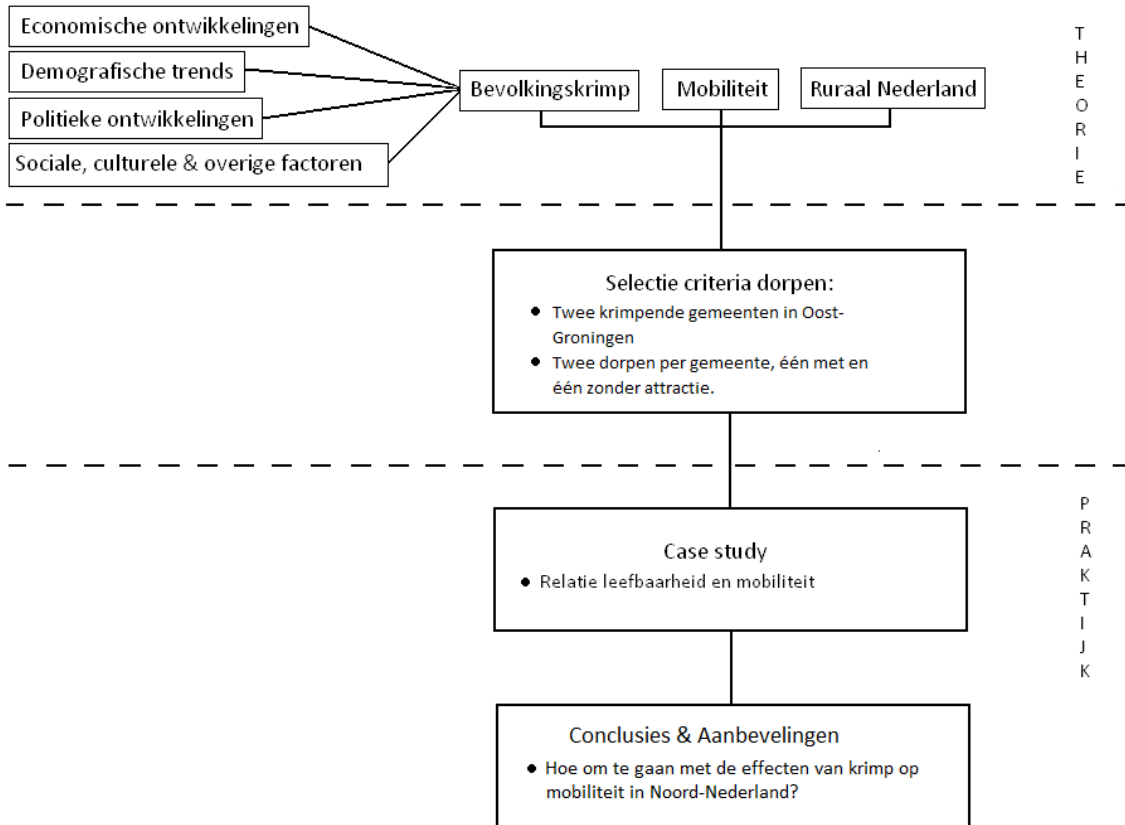 Economische ontwikkelingen
Demografische trends
Politieke ontwikkelingen
Sociale, culturele & overige factoren
Bevolkingskrimp
Mobiliteit
Ruraal Nederland
T
H
E
O
R
I
E
Selectie criteria dorpen:
• Twee krimpende gemeenten in Oost-
Groningen
• Twee dorpen per gemeente, één met en
één zonder attractie.
Case study
• Relatie leefbaarheid en mobiliteit
P
R
A
K
T
I
J
K
Conclusies & Aanbevelingen
• Hoe om te gaan met de effecten van krimp op
mobiliteit in Noord-Nederland?